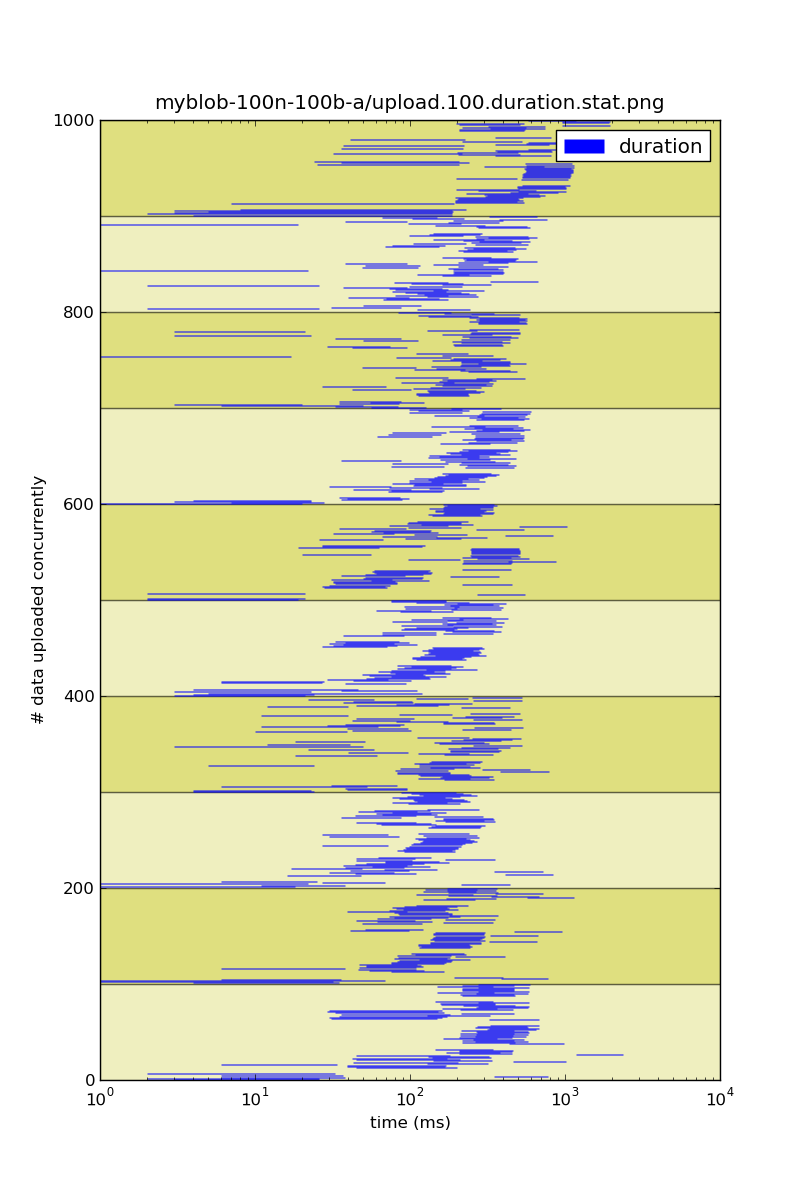 myblob-100n-100b-a/upload.100.duration.stat.png
duration
# data uploaded concurrently
1000
800
600
400
200
0
10^0 10^1 10^2 10^3 10^4
time (ms)